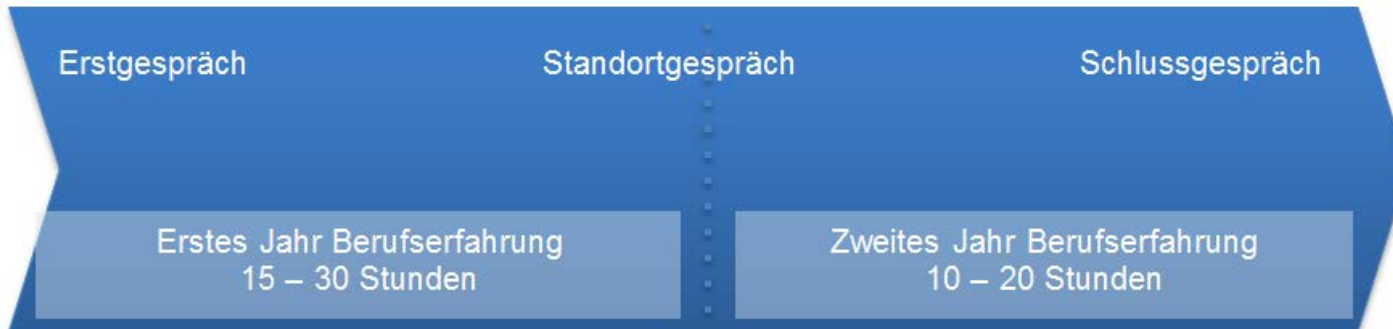 Erstgespräch
Standortgespräch
Schlussgespräch
Erstes Jahr Berufserfahrung
15 – 30 Stunden
Zweites Jahr Berufserfahrung
10 – 20 Stunden